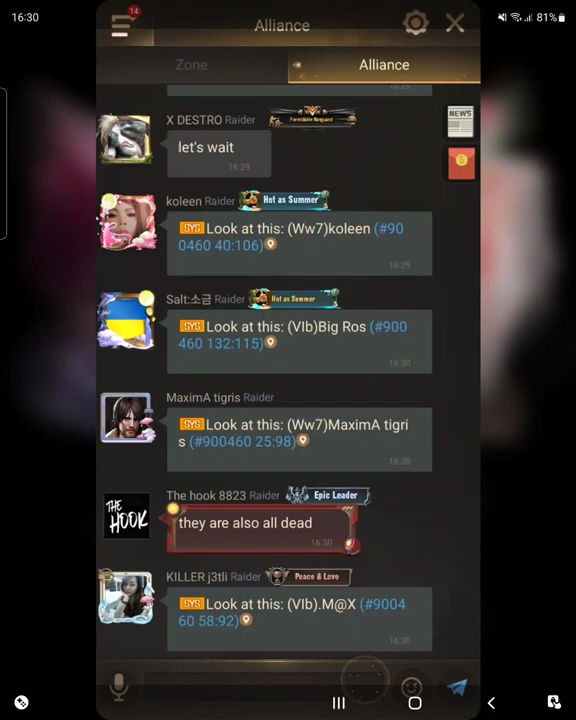 16:30
81%
14
Alliance
Zone
Alliance
16:29
X DESTRO Raider
Formidable Vanguard
NEWS
let's wait
16:29
koleen Raider
Hot as Summer
SYS Look at this: (Ww7)koleen (#90
0460 40:106)
16:29
Salt:소금 Raider
Hot as Summer
SYS Look at this: (VIb)Big Ros (#900
460 132:115)
16:30
MaximA tigris Raider
SYS Look at this: (Ww7)MaximA tigri
s (#900460 25:98)
16:30
The hook 8823 Raider
Epic Leader
THE
HOOK
they are also all dead
16:30
KILLER j3tli Raider
Peace & Love
SYS Look at this: (VIb).M@X (#9004
60 58:92)
16:30